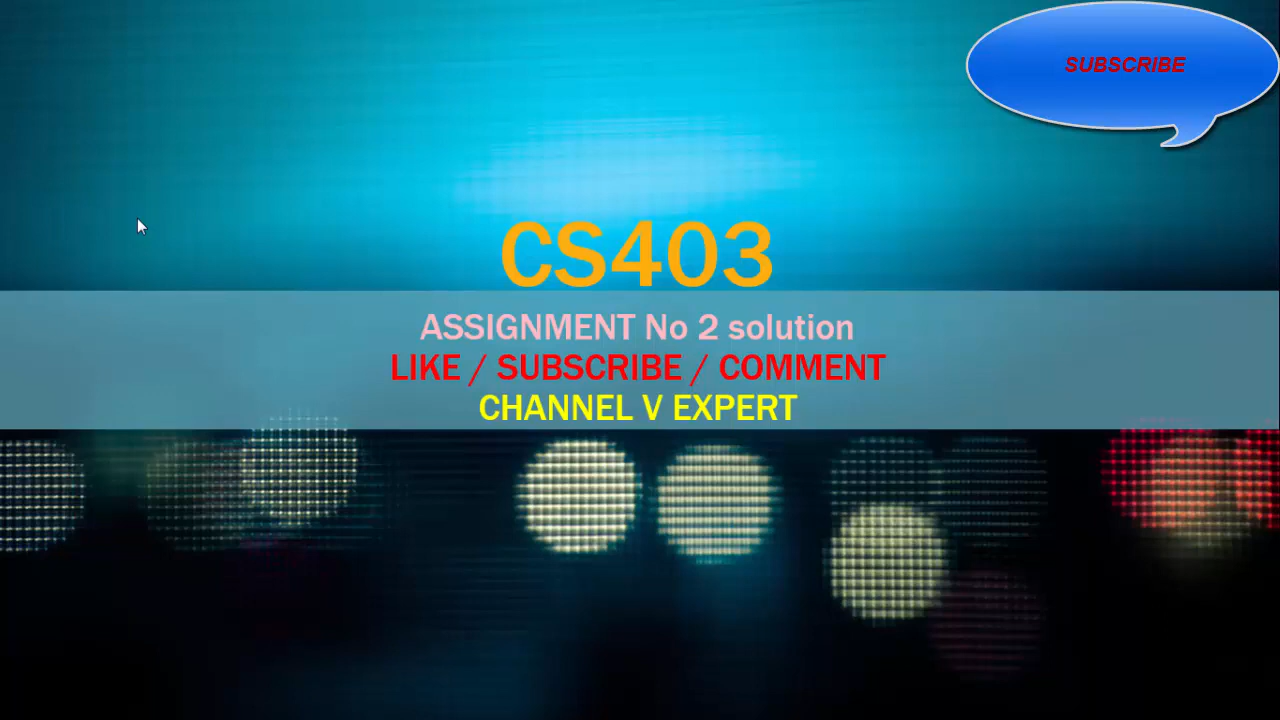 SUBSCRIBE
CS403
ASSIGNMENT No 2 solution
LIKE / SUBSCRIBE / COMMENT
CHANNEL V EXPERT